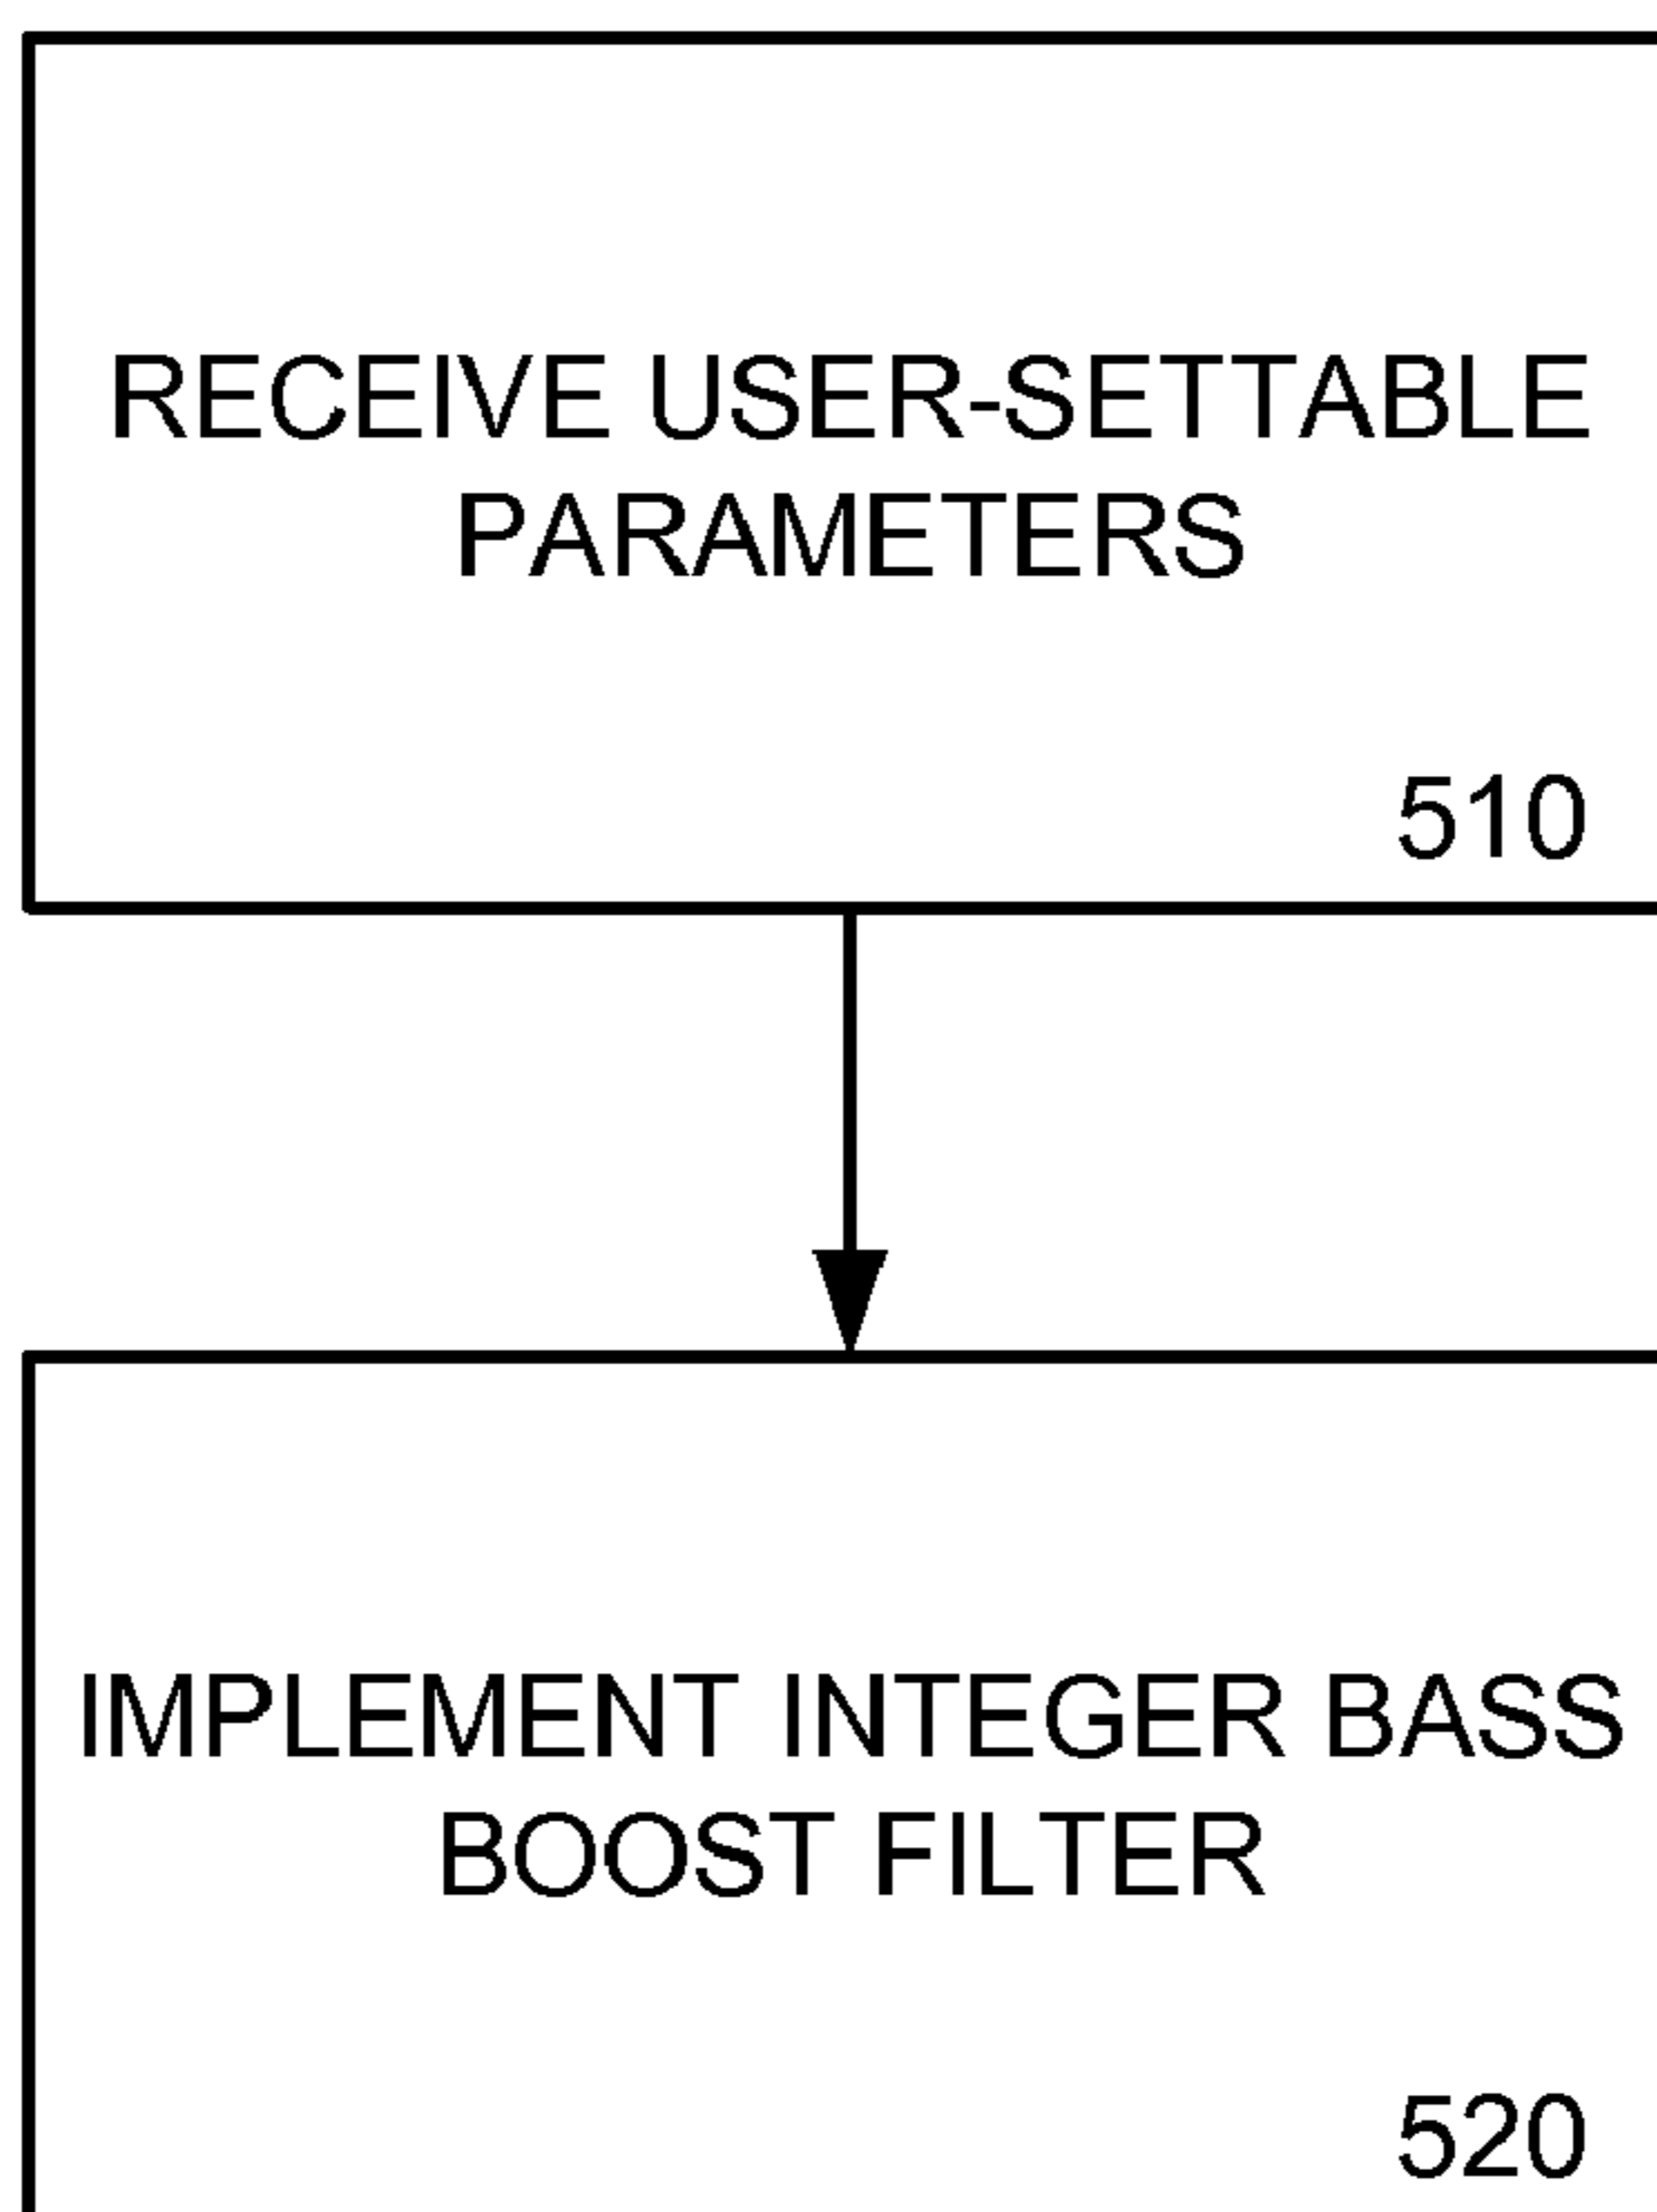 RECEIVE USER-SETTABLE
PARAMETERS
510
IMPLEMENT INTEGER BASS
BOOST FILTER
520